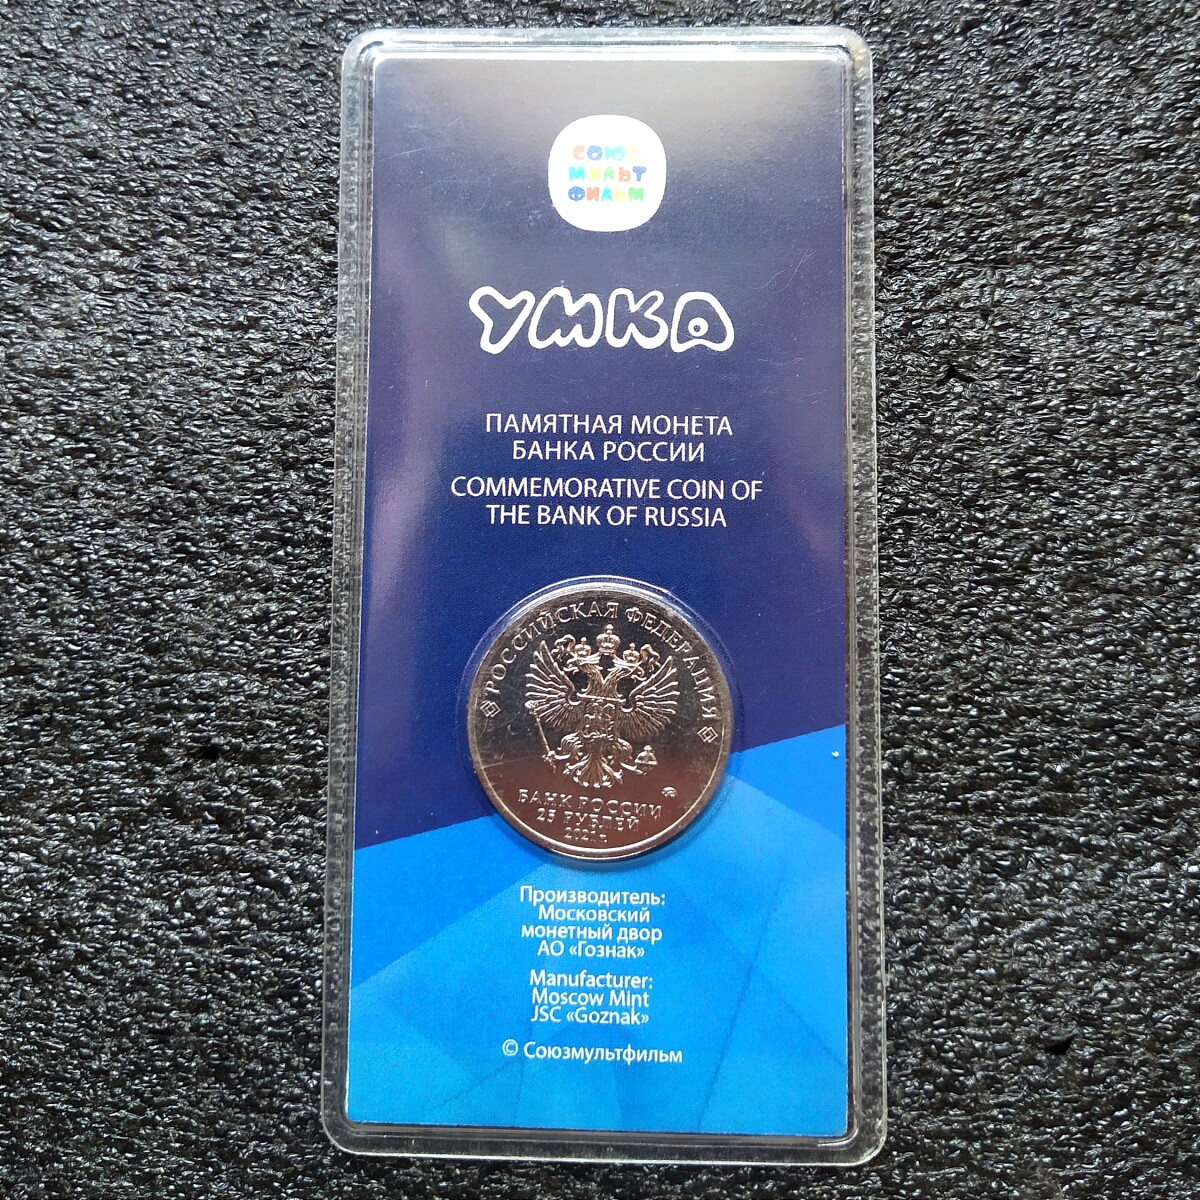 СОЮЗ
МУЛЬТ
ФИЛЬМ
УМКА
ПАМЯТНАЯ МОНЕТА
БАНКА РОССИИ
COMMEMORATIVE COIN OF
THE BANK OF RUSSIA
РОССИЙСКАЯ ФЕДЕРАЦИЯ
БАНК РОССИИ
25 РУБЛЕЙ
2021 г.
Производитель:
Московский
монетный двор
АО «Гознак»
Manufacturer:
Moscow Mint
JSC «Goznak»
© Союзмультфильм